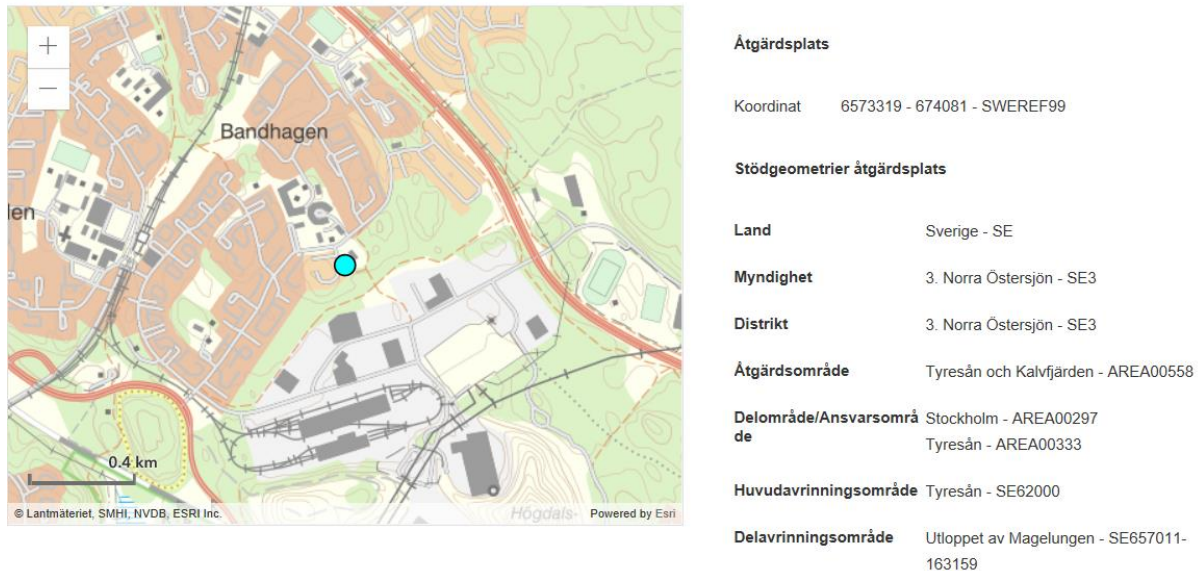 +
−
Bandhagen
len
0.4 km
© Lantmäteriet, SMHI, NVDB, ESRI Inc.
Högdals-
Powered by Esri
Åtgärdsplats
Koordinat 6573319 - 674081 - SWEREF99
Stödgeometrier åtgärdsplats
Land Sverige - SE
Myndighet 3. Norra Östersjön - SE3
Distrikt 3. Norra Östersjön - SE3
Åtgärdsområde Tyresån och Kalvfjärden - AREA00558
Delområde/Ansvarsområ Stockholm - AREA00297
de Tyresån - AREA00333
Huvudavrinningsområde Tyresån - SE62000
Delavrinningsområde Utloppet av Magelungen - SE657011-
163159